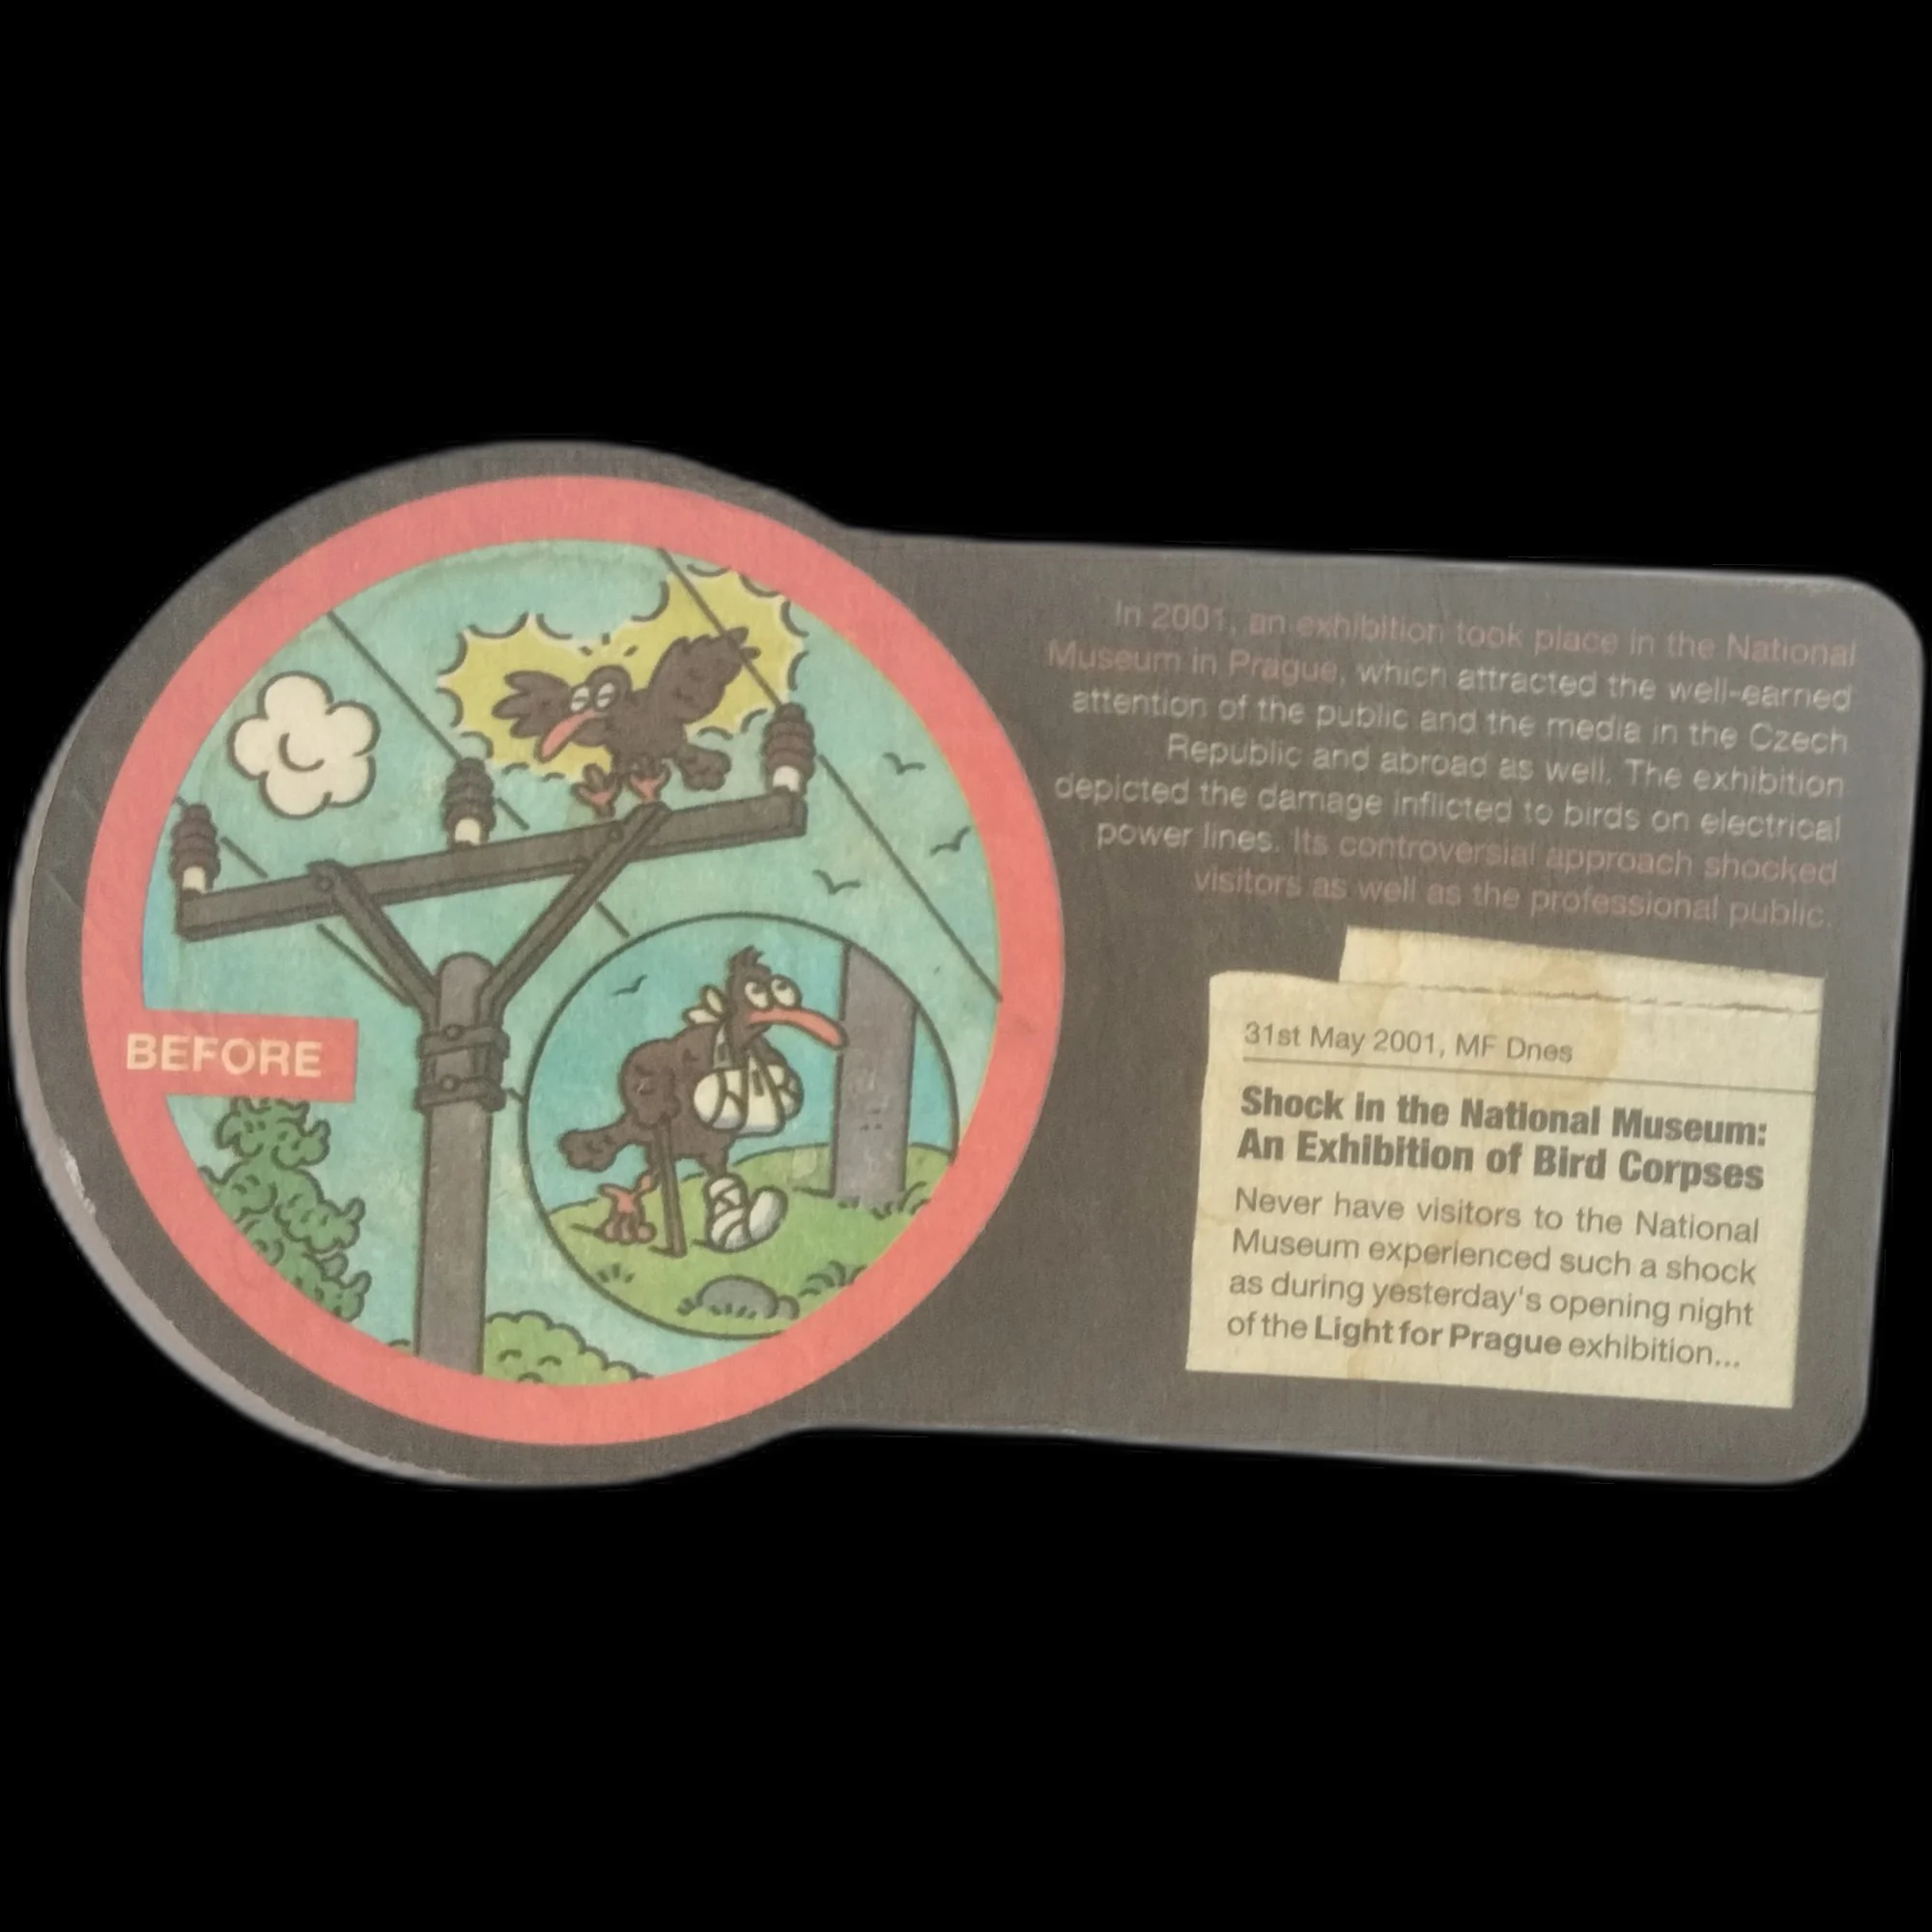 BEFORE
In 2001, an exhibition took place in the National
Museum in Prague, which attracted the well-earned
attention of the public and the media in the Czech
Republic and abroad as well. The exhibition
depicted the damage inflicted to birds on electrical
power lines. Its controversial approach shocked
visitors as well as the professional public.
31st May 2001, MF Dnes
Shock in the National Museum:
An Exhibition of Bird Corpses
Never have visitors to the National
Museum experienced such a shock
as during yesterday's opening night
of the Light for Prague exhibition...